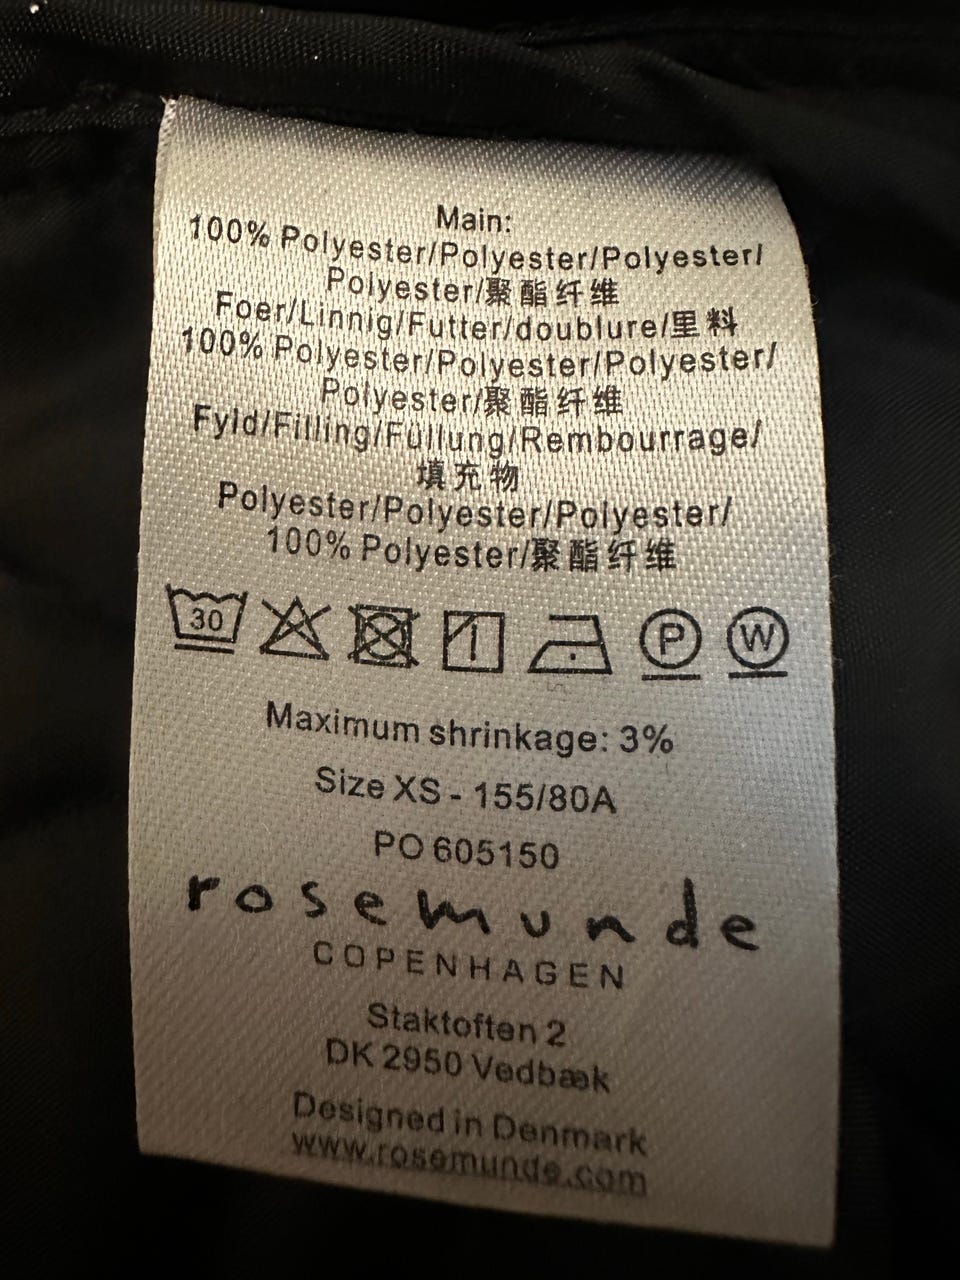 Main:
100% Polyester/Polyester/Polyester/
Polyester/聚酯纤维
Foer/Linnig/Futter/doublure/里料
100% Polyester/Polyester/Polyester/
Polyester/聚酯纤维
Fyld/Filling/Füllung/Rembourrage/
填充物
Polyester/Polyester/Polyester/
100% Polyester/聚酯纤维
30 P W
Maximum shrinkage: 3%
Size XS - 155/80A
PO 605150
rosemunde
COPENHAGEN
Staktoften 2
DK 2950 Vedbæk
Designed in Denmark
www.rosemunde.com